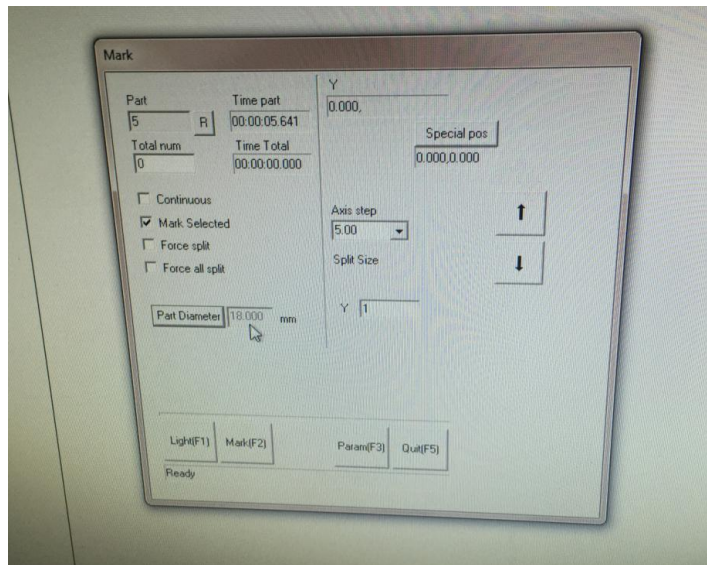 Mark
Part
Time part
5
R
00:00:05.641
Total num
Time Total
0
00:00:00.000
Continuous
Mark Selected
Force split
Force all split
Part Diameter
18.000
mm
Y
0.000,
Special pos
0.000,0.000
Axis step
5.00
Split Size
Y
1
Light(F1)
Mark(F2)
Param(F3)
Quit(F5)
Ready